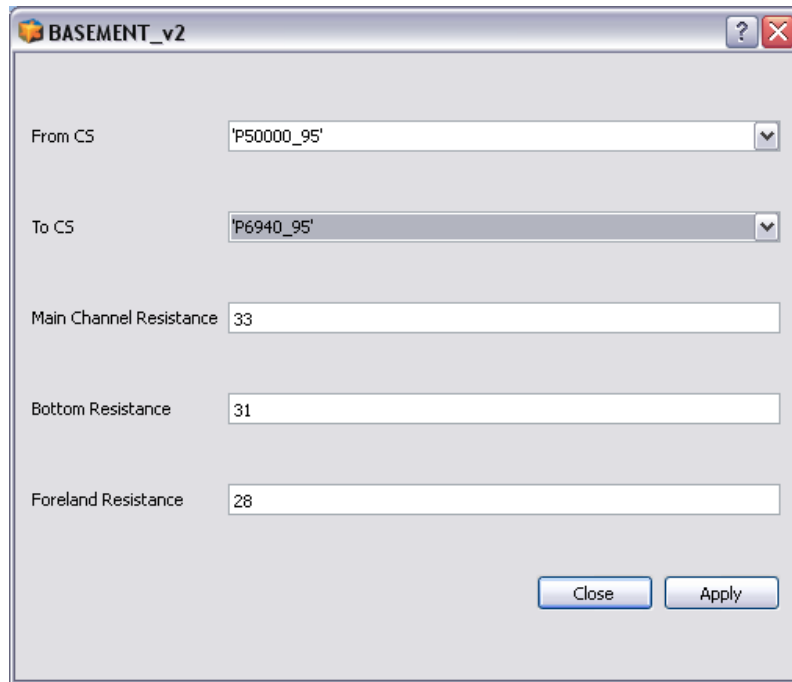 BASEMENT_v2
From CS 'P50000_95'
To CS 'P6940_95'
Main Channel Resistance 33
Bottom Resistance 31
Foreland Resistance 28
Close Apply